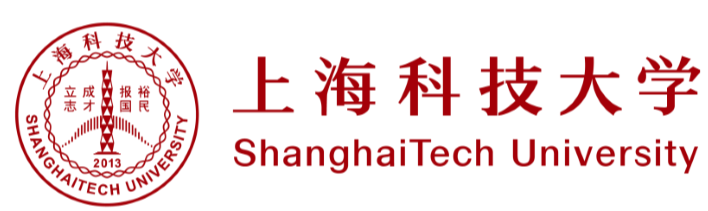 上海科技大学
立志 成才 报国 裕民
2013
SHANGHAITECH UNIVERSITY
上海科技大学
ShanghaiTech University